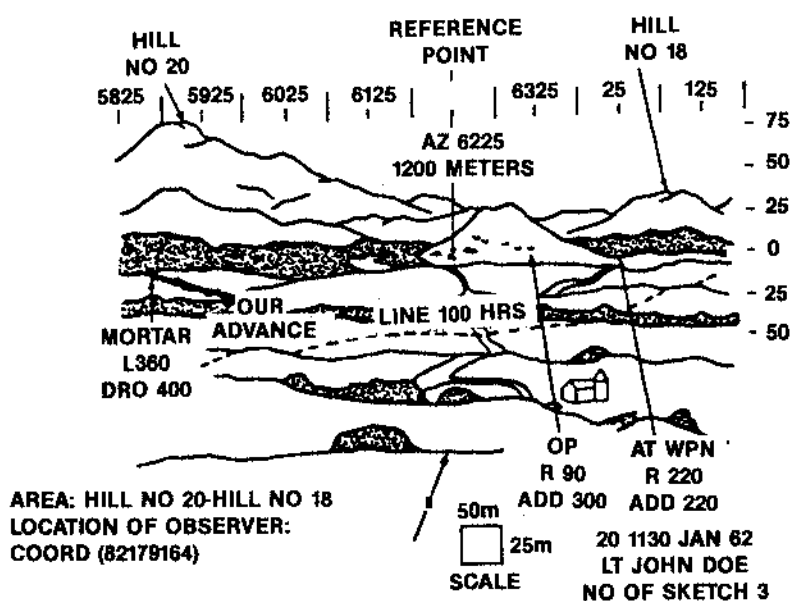 HILL
NO 20
REFERENCE
POINT
HILL
NO 18
5825 5925 6025 6125 6325 25 125
AZ 6225
1200 METERS
75
50
25
0
25
50
OUR
ADVANCE
LINE 100 HRS
MORTAR
L360
DRO 400
OP
R 90
ADD 300
AT WPN
R 220
ADD 220
AREA: HILL NO 20-HILL NO 18
LOCATION OF OBSERVER:
COORD (82179164)
50m
25m
SCALE
20 1130 JAN 62
LT JOHN DOE
NO OF SKETCH 3